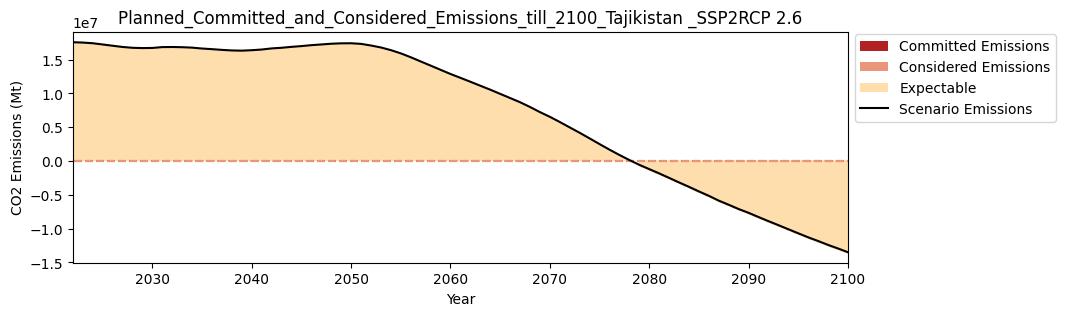 Planned_Committed_and_Considered_Emissions_till_2100_Tajikistan _SSP2RCP 2.6
1e7
1.5
1.0
0.5
0.0
−0.5
−1.0
−1.5
CO2 Emissions (Mt)
2030
2040
2050
2060
2070
2080
2090
2100
Year
Committed Emissions
Considered Emissions
Expectable
Scenario Emissions